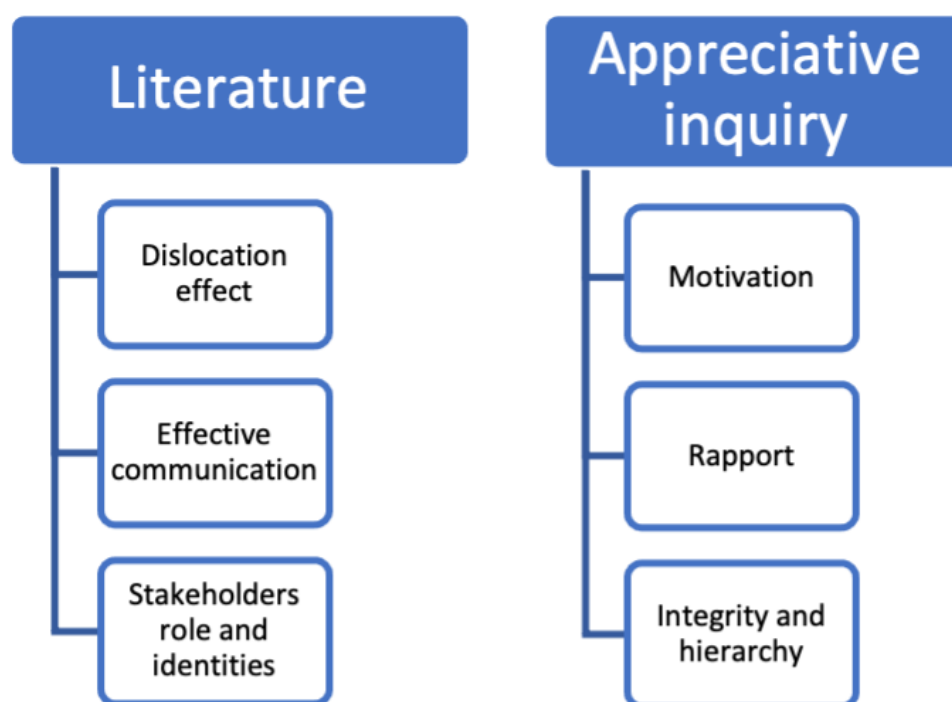 Literature
Dislocation
effect
Effective
communication
Stakeholders
role and
identities
Appreciative
inquiry
Motivation
Rapport
Integrity and
hierarchy